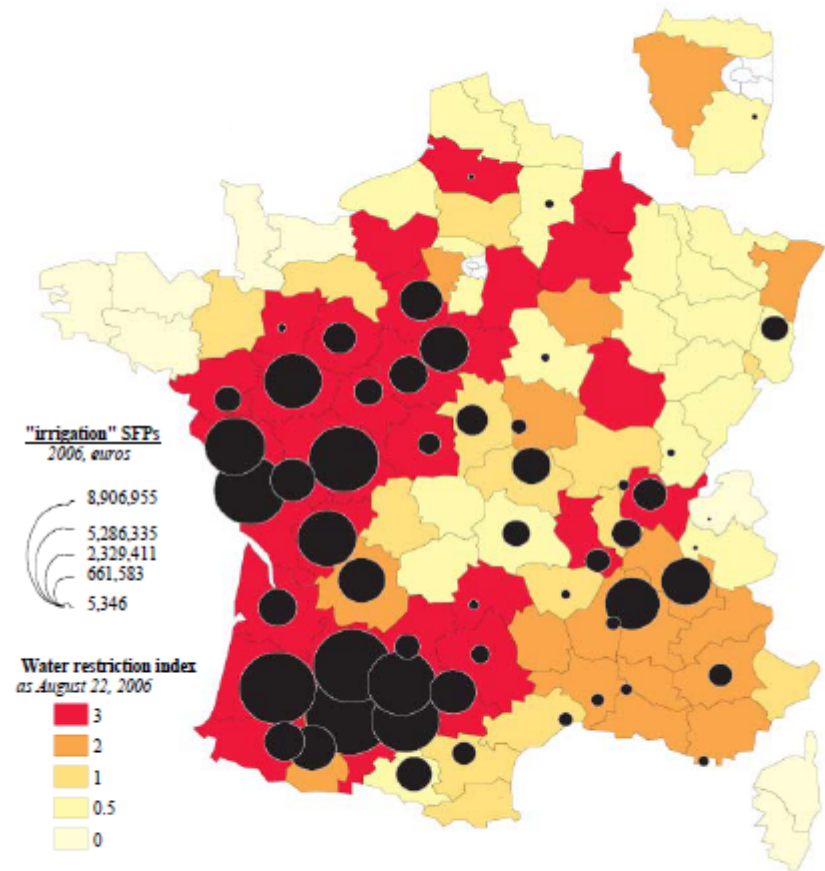 "irrigation" SFPs
2006, euros
8,906,955
5,286,335
2,329,411
661,583
5,346
Water restriction index
as August 22, 2006
3
2
1
0.5
0